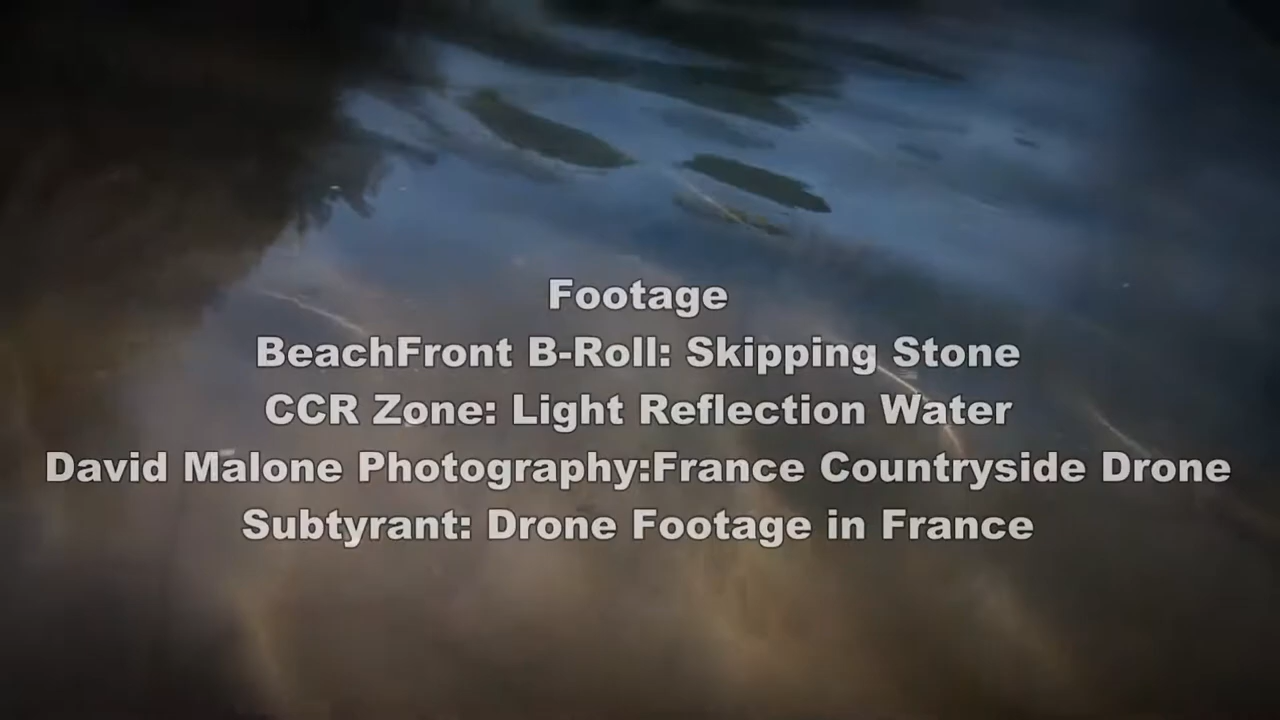 Footage
BeachFront B-Roll: Skipping Stone
CCR Zone: Light Reflection Water
David Malone Photography:France Countryside Drone
Subtyrant: Drone Footage in France